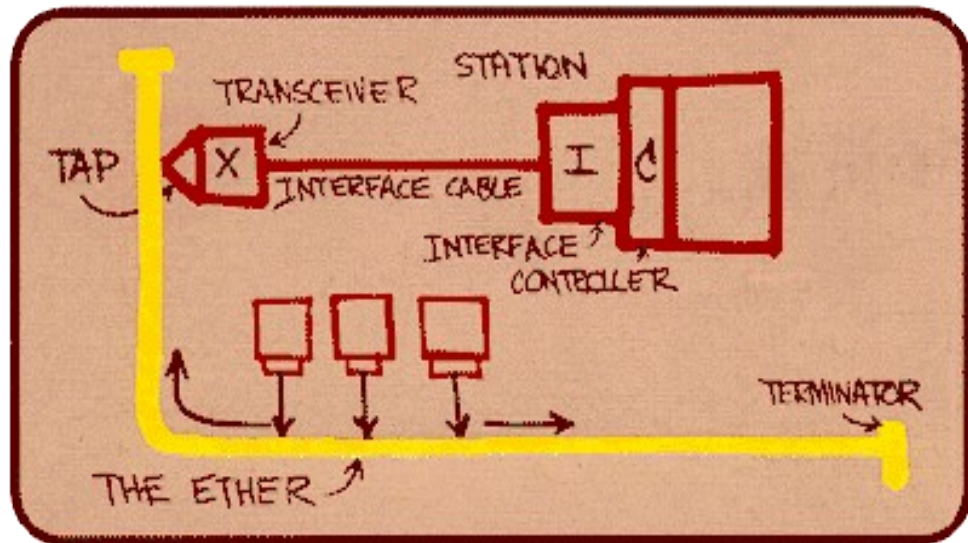 STATION
TRANSCEIVER
TAP
X
I
C
INTERFACE CABLE
INTERFACE
CONTROLLER
TERMINATOR
THE ETHER